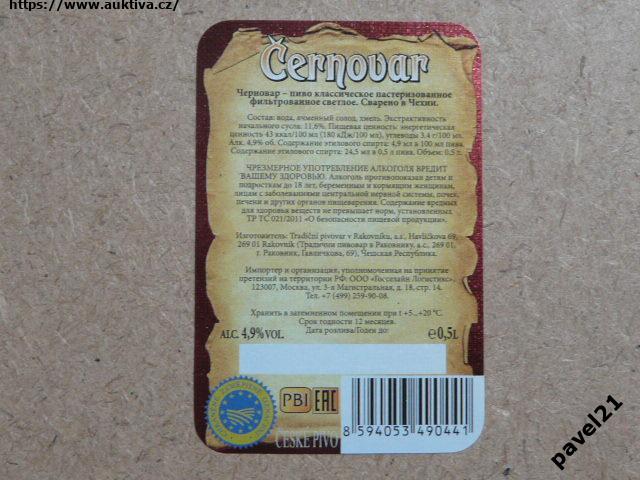 https://www.auktiva.cz/
Černovar
Черновар – пиво классическое пастеризованное
фильтрованное светлое. Сварено в Чехии.
Состав: вода, ячменный солод, хмель. Экстрактивность
начального сусла: 11,6%. Пищевая ценность: энергетическая
ценность 43 ккал/100 мл (180 кДж/100 мл), углеводы 3.4 г/100 мл.
Алк. 4,9% об. Содержание этилового спирта: 4,9 мл в 100 мл пива.
Содержание этилового спирта: 24,5 мл в 0,5 л пива. Объем: 0,5 л.
ЧРЕЗМЕРНОЕ УПОТРЕБЛЕНИЕ АЛКОГОЛЯ ВРЕДИТ
ВАШЕМУ ЗДОРОВЬЮ. Алкоголь противопоказан детям и
подросткам до 18 лет, беременным и кормящим женщинам,
лицам с заболеваниями центральной нервной системы, почек,
печени и других органов пищеварения. Содержание вредных
для здоровья веществ не превышает норм, установленных
ТР ТС 021/2011 «О безопасности пищевой продукции».
Изготовитель: Tradiční pivovar v Rakovníku, a.s., Havlíčkova 69,
269 01 Rakovník (Традични пивовар в Раковнику, а.с., 269 01,
г. Раковник, Гавличкова, 69), Чешская Республика.
Импортер и организация, уполномоченная на принятие
претензий на территории РФ: ООО «Госселайн Логистикс»,
123007, Москва, ул. 3-я Магистральная, д. 18, стр. 14.
Тел. +7 (499) 259-90-08.
Хранить в затемненном помещении при t +5...+20 °C.
Срок годности 12 месяцев.
Дата розлива/Годен до:
ALC. 4,9% VOL.
℮ 0,5L
PBI EAC
ČESKÉ PIVO
8 594053 490441
pavel21